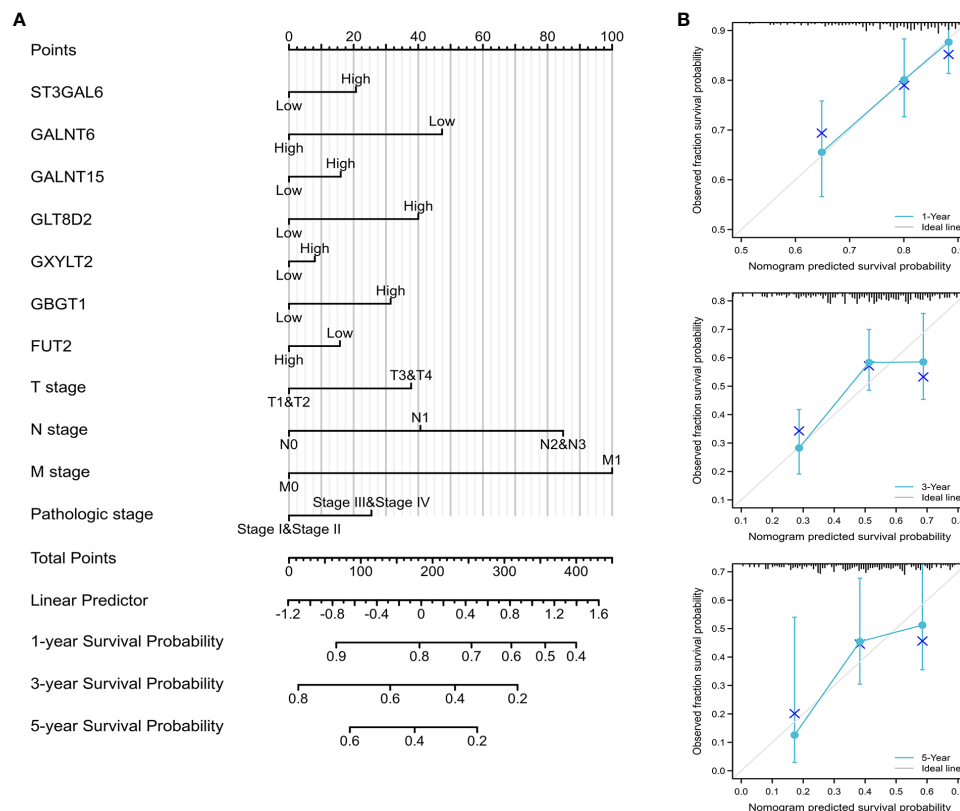 A
Points
0 20 40 60 80 100
ST3GAL6
High
Low
GALNT6
Low
High
GALNT15
High
Low
GLT8D2
High
Low
GXYLT2
High
Low
GBGT1
High
Low
FUT2
Low
High
T stage
T3&T4
T1&T2
N stage
N1
N0 N2&N3
M stage
M1
M0
Pathologic stage
Stage III&Stage IV
Stage I&Stage II
Total Points
0 100 200 300 400
Linear Predictor
-1.2 -0.8 -0.4 0 0.4 0.8 1.2 1.6
1-year Survival Probability
0.9 0.8 0.7 0.6 0.5 0.4
3-year Survival Probability
0.8 0.6 0.4 0.2
5-year Survival Probability
0.6 0.4 0.2
B
Observed fraction survival probability
0.9
0.8
0.7
0.6
0.5
1-Year
Ideal line
0.5 0.6 0.7 0.8
Nomogram predicted survival probability
Observed fraction survival probability
0.8
0.7
0.6
0.5
0.4
0.3
0.2
0.1
3-Year
Ideal line
0.1 0.2 0.3 0.4 0.5 0.6 0.7
Nomogram predicted survival probability
Observed fraction survival probability
0.7
0.6
0.5
0.4
0.3
0.2
0.1
0.0
5-Year
Ideal line
0.0 0.1 0.2 0.3 0.4 0.5 0.6
Nomogram predicted survival probability